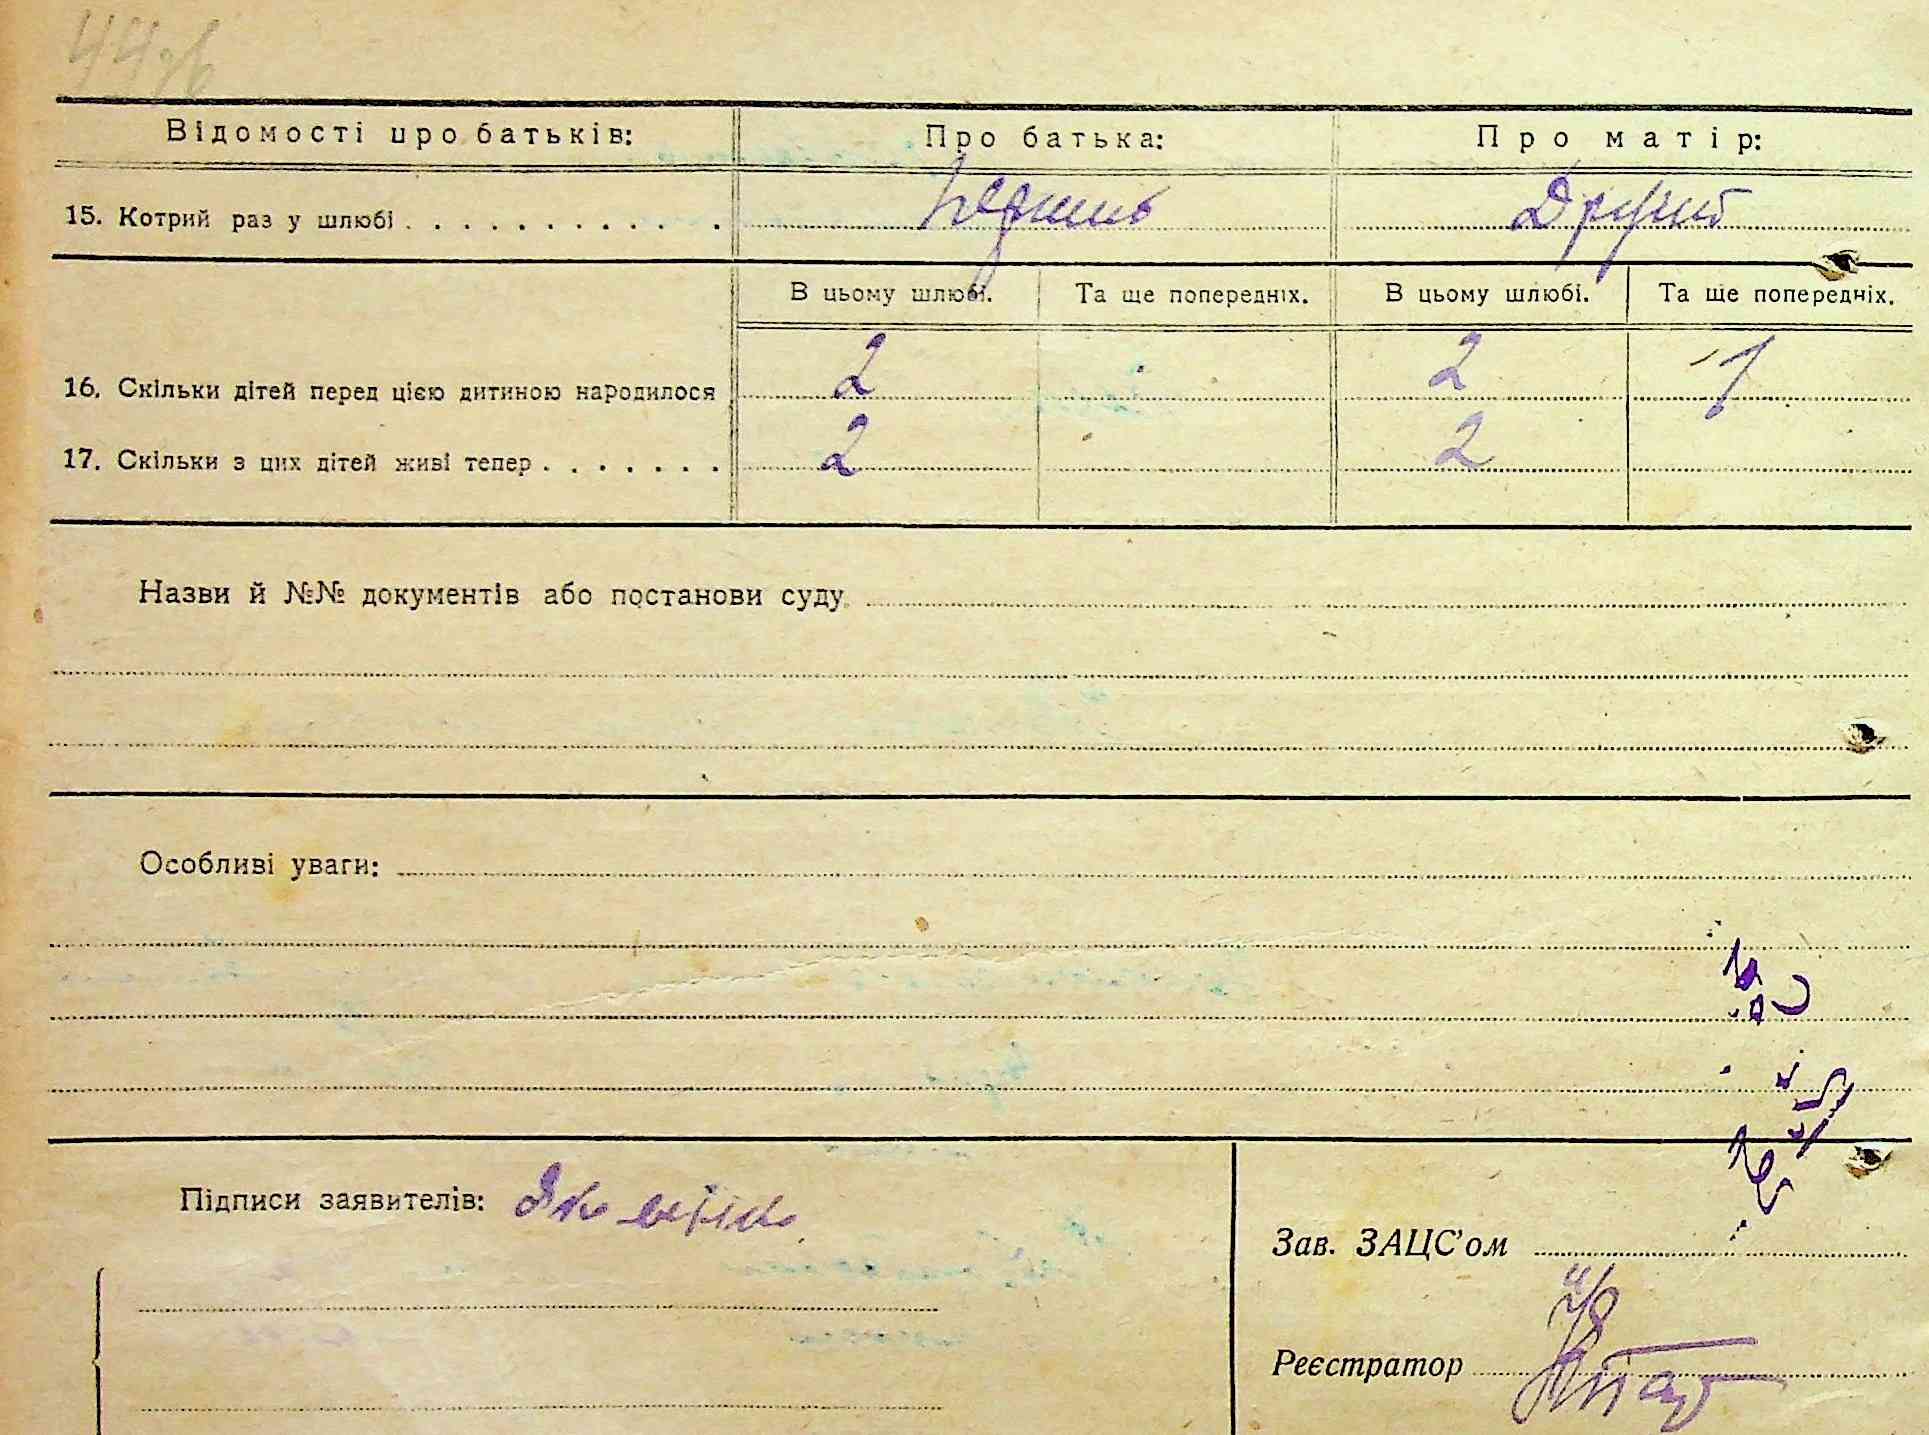 44зв
Відомості про батьків: Про батька: Про матір:
15. Котрий раз у шлюбі Другий
В цьому шлюбі. Та ще попередніх. В цьому шлюбі. Та ще попередніх.
16. Скільки дітей перед цією дитиною народилося 2 2 1
17. Скільки з цих дітей живі тепер 2 2
Назви й №№ документів або постанови суду
Особливі уваги:
Підписи заявителів:
Зав. ЗАЦС'ом
Реєстратор